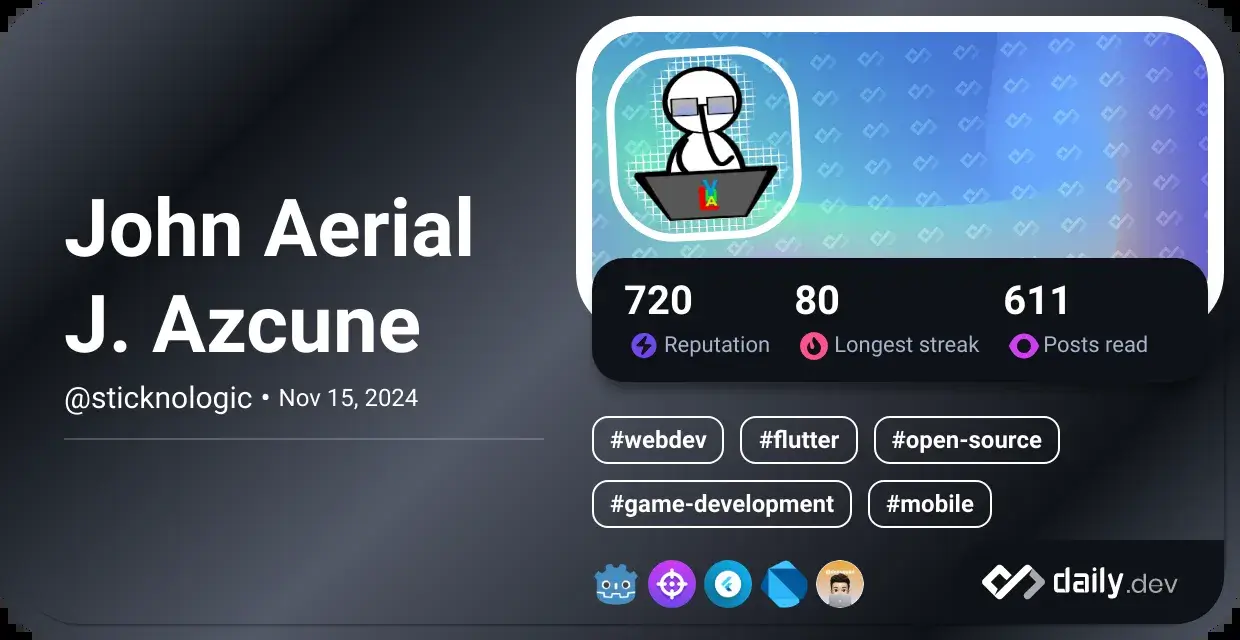 John Aerial
J. Azcune
@sticknologic • Nov 15, 2024
720 80 611
Reputation Longest streak Posts read
#webdev #flutter #open-source
#game-development #mobile
daily.dev